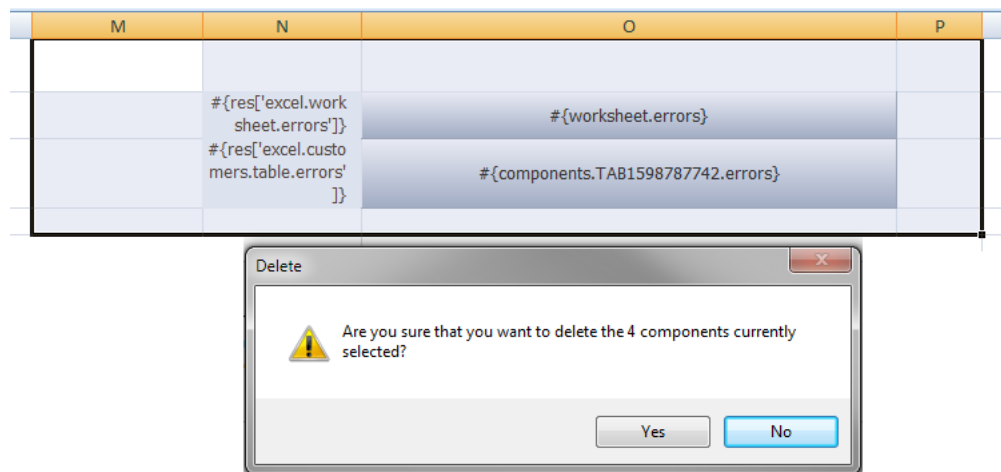 M N O P
#{res['excel.work
sheet.errors']}
#{worksheet.errors}
#{res['excel.custo
mers.table.errors'
]}
#{components.TAB1598787742.errors}
Delete
Are you sure that you want to delete the 4 components currently
selected?
Yes No